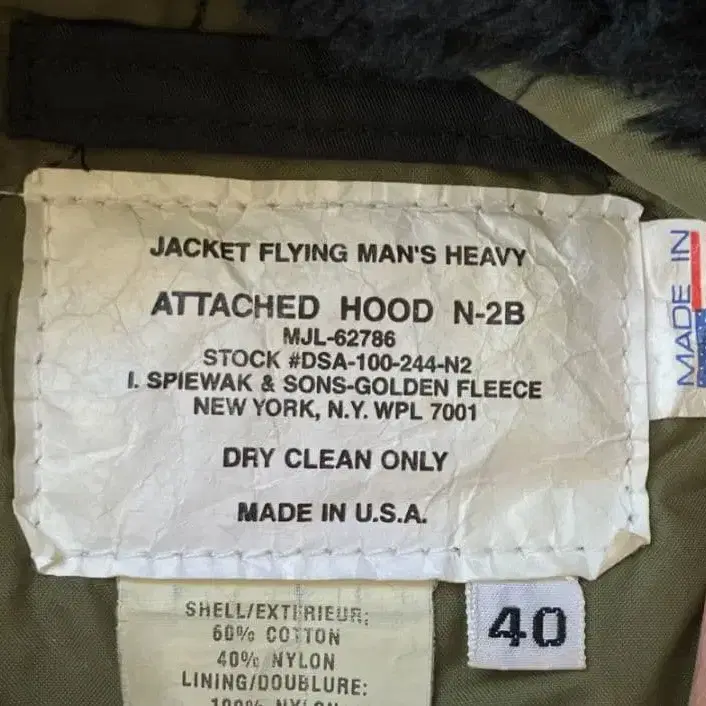 JACKET FLYING MAN'S HEAVY
ATTACHED HOOD N-2B
MJL-62786
STOCK #DSA-100-244-N2
I. SPIEWAK & SONS-GOLDEN FLEECE
NEW YORK, N.Y. WPL 7001
DRY CLEAN ONLY
MADE IN U.S.A.
MADE IN
SHELL/EXTERIEUR:
60% COTTON
40% NYLON
LINING/DOUBLURE:
100% NYLON
40